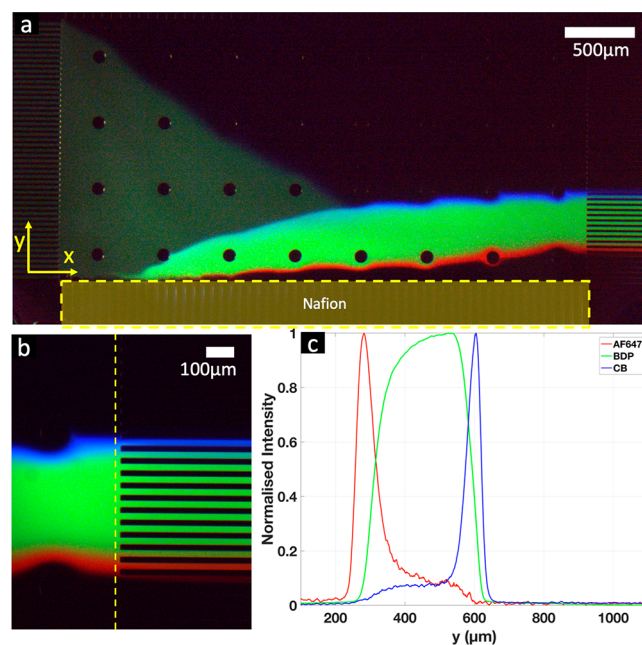 a
500μm
y
x
Nafion
b
100μm
c
AF647
BDP
CB
Normalised Intensity
1
0.8
0.6
0.4
0.2
0
200
400
600
800
1000
y (μm)